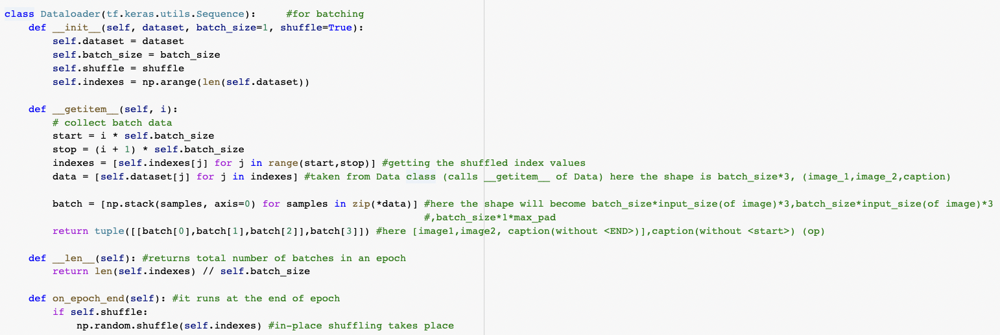 class Dataloader(tf.keras.utils.Sequence):     #for batching
    def __init__(self, dataset, batch_size=1, shuffle=True):
        self.dataset = dataset
        self.batch_size = batch_size
        self.shuffle = shuffle
        self.indexes = np.arange(len(self.dataset))

    def __getitem__(self, i):
        # collect batch data
        start = i * self.batch_size
        stop = (i + 1) * self.batch_size
        indexes = [self.indexes[j] for j in range(start,stop)] #getting the shuffled index values
        data = [self.dataset[j] for j in indexes] #taken from Data class (calls __getitem__ of Data) here the shape is batch_size*3, (image_1,image_2,caption)

        batch = [np.stack(samples, axis=0) for samples in zip(*data)] #here the shape will become batch_size*input_size(of image)*3,batch_size*input_size(of image)*3
                                                                      #,batch_size*1*max_pad
        return tuple([[batch[0],batch[1],batch[2]],batch[3]]) #here [image1,image2, caption(without <END>)],caption(without <start>) (op)

    def __len__(self): #returns total number of batches in an epoch
        return len(self.indexes) // self.batch_size

    def on_epoch_end(self): #it runs at the end of epoch
        if self.shuffle:
            np.random.shuffle(self.indexes) #in-place shuffling takes place